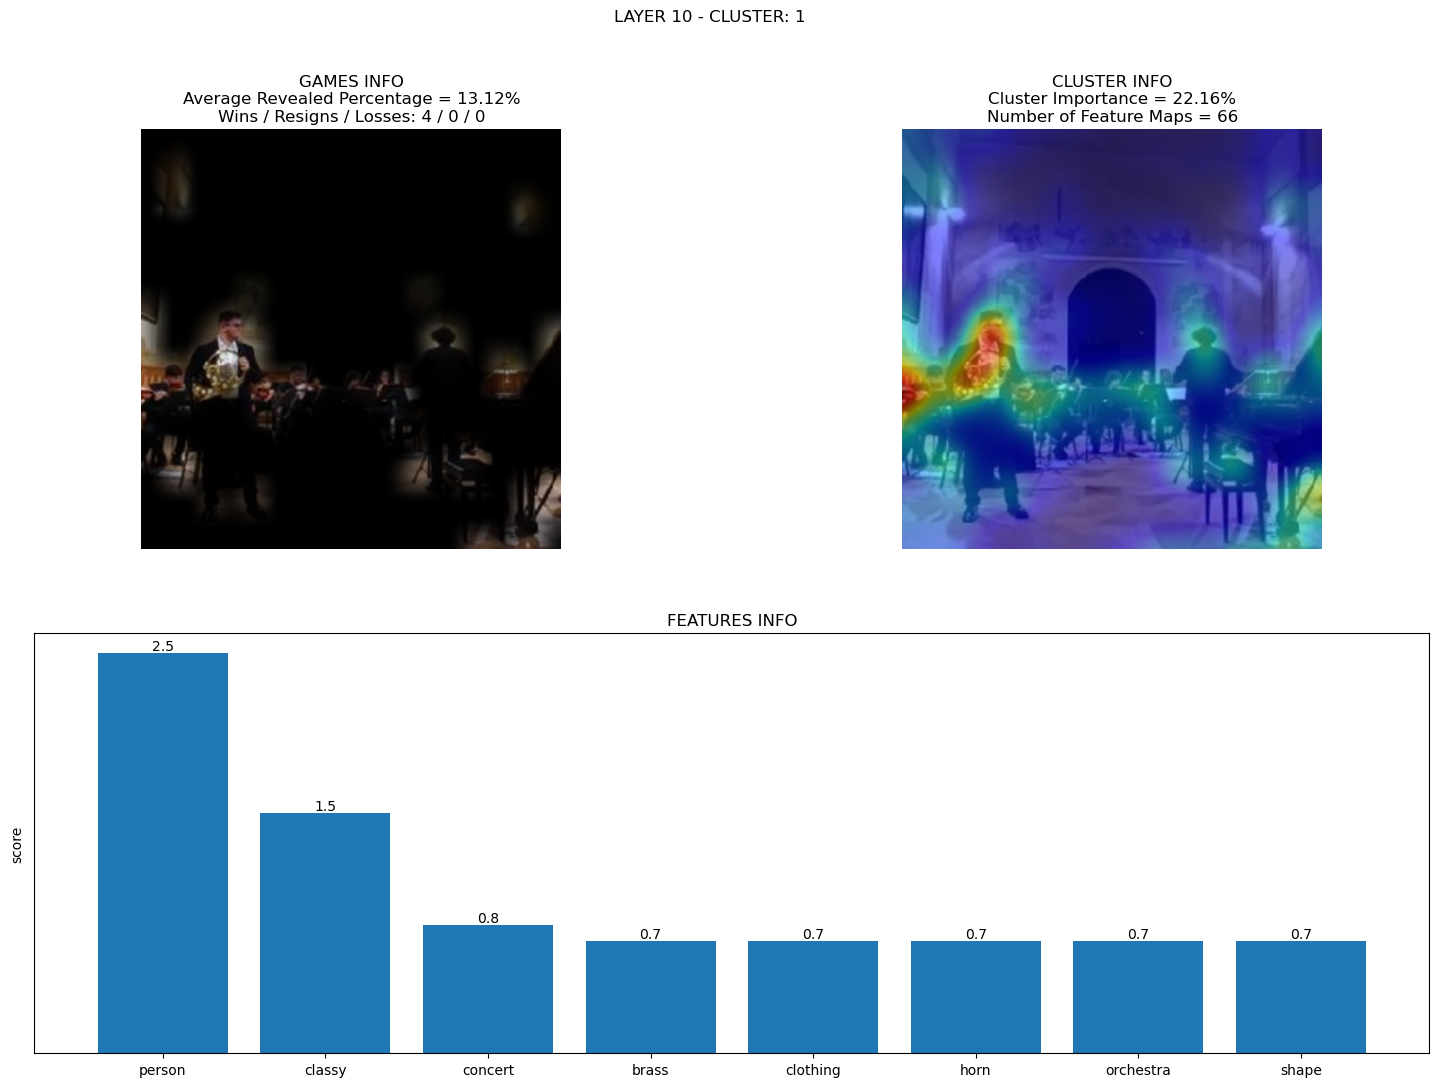 LAYER 10 - CLUSTER: 1
GAMES INFO
Average Revealed Percentage = 13.12%
Wins / Resigns / Losses: 4 / 0 / 0
CLUSTER INFO
Cluster Importance = 22.16%
Number of Feature Maps = 66
FEATURES INFO
score
2.5
1.5
0.8
0.7
0.7
0.7
0.7
0.7
person
classy
concert
brass
clothing
horn
orchestra
shape